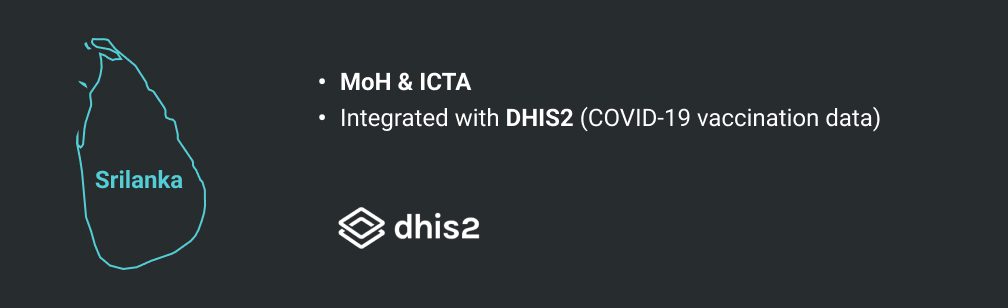 • MoH & ICTA
• Integrated with DHIS2 (COVID-19 vaccination data)
Srilanka
dhis2